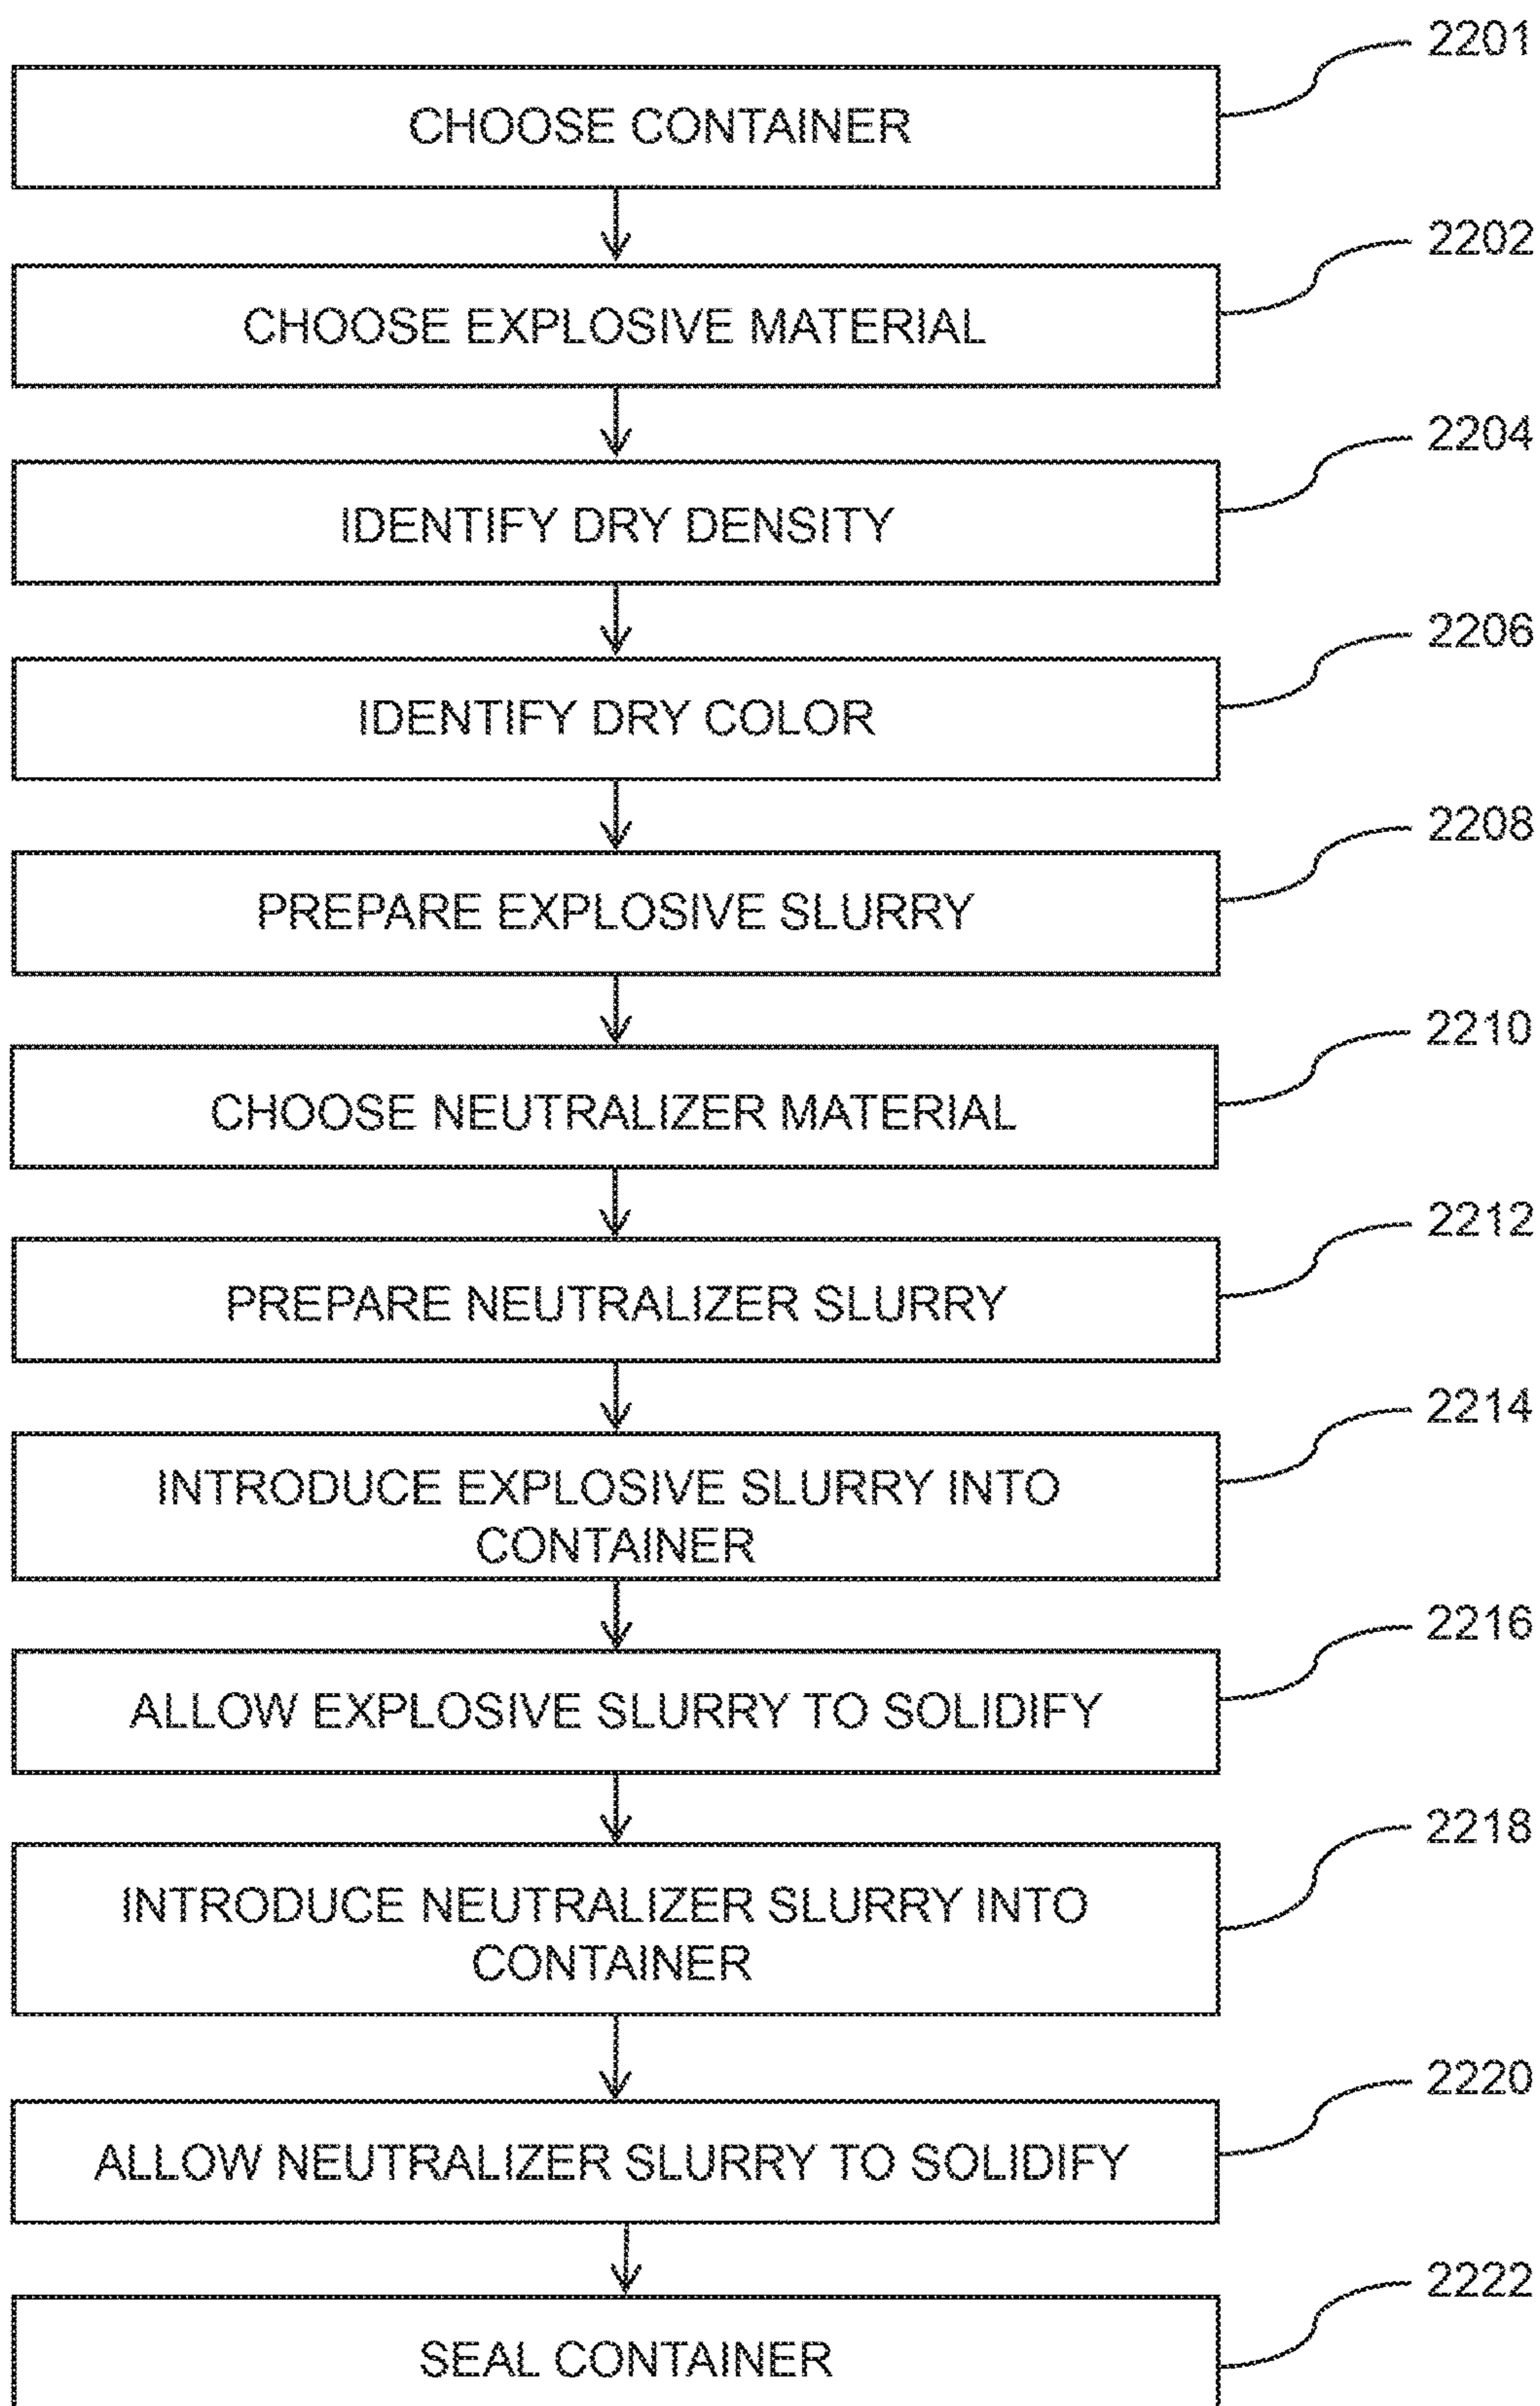 2201
CHOOSE CONTAINER
2202
CHOOSE EXPLOSIVE MATERIAL
2204
IDENTIFY DRY DENSITY
2206
IDENTIFY DRY COLOR
2208
PREPARE EXPLOSIVE SLURRY
2210
CHOOSE NEUTRALIZER MATERIAL
2212
PREPARE NEUTRALIZER SLURRY
2214
INTRODUCE EXPLOSIVE SLURRY INTO
CONTAINER
2216
ALLOW EXPLOSIVE SLURRY TO SOLIDIFY
2218
INTRODUCE NEUTRALIZER SLURRY INTO
CONTAINER
2220
ALLOW NEUTRALIZER SLURRY TO SOLIDIFY
2222
SEAL CONTAINER